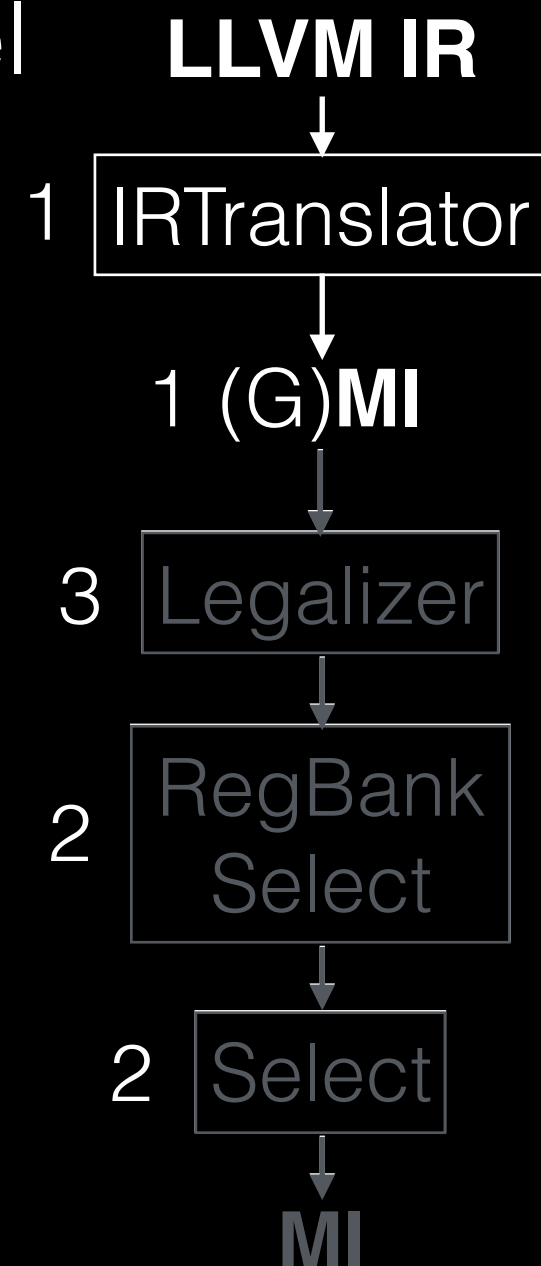 LLVM IR
1 IRTranslator
1 (G)MI
3 Legalizer
2 RegBank
Select
2 Select
MI